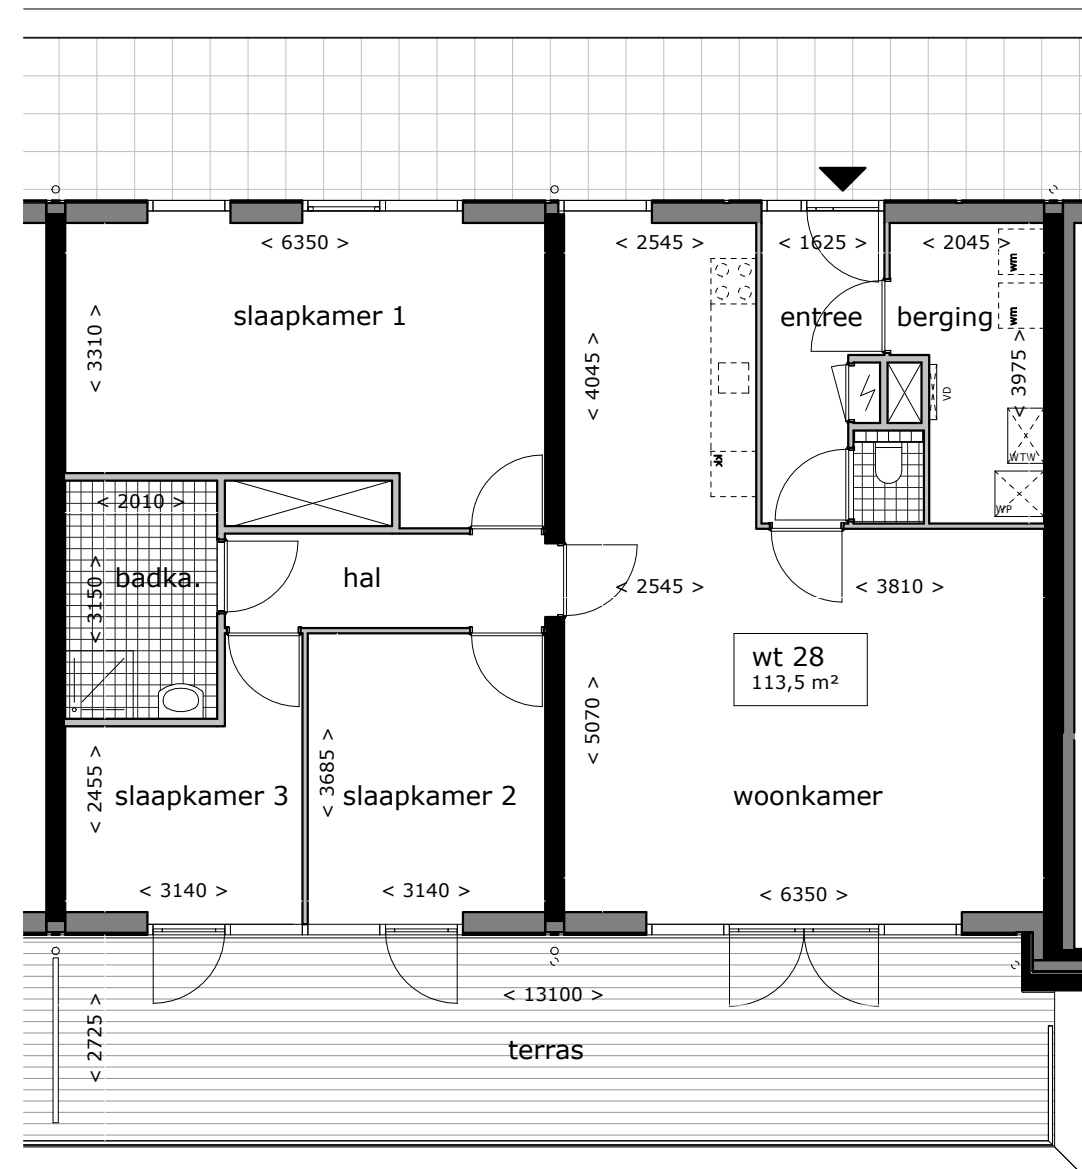 < 6350 >
< 2545 >
< 1625 >
< 2045 >
wm
slaapkamer 1
entree
berging
wm
< 3310 >
< 4045 >
< 3975 >
VD
WTW
kk
< 2010 >
WP
badka.
hal
< 3150 >
< 2545 >
< 3810 >
wt 28
113,5 m²
< 5070 >
< 2455 >
< 3685 >
slaapkamer 3
slaapkamer 2
woonkamer
< 3140 >
< 3140 >
< 6350 >
< 13100 >
< 2725 >
terras